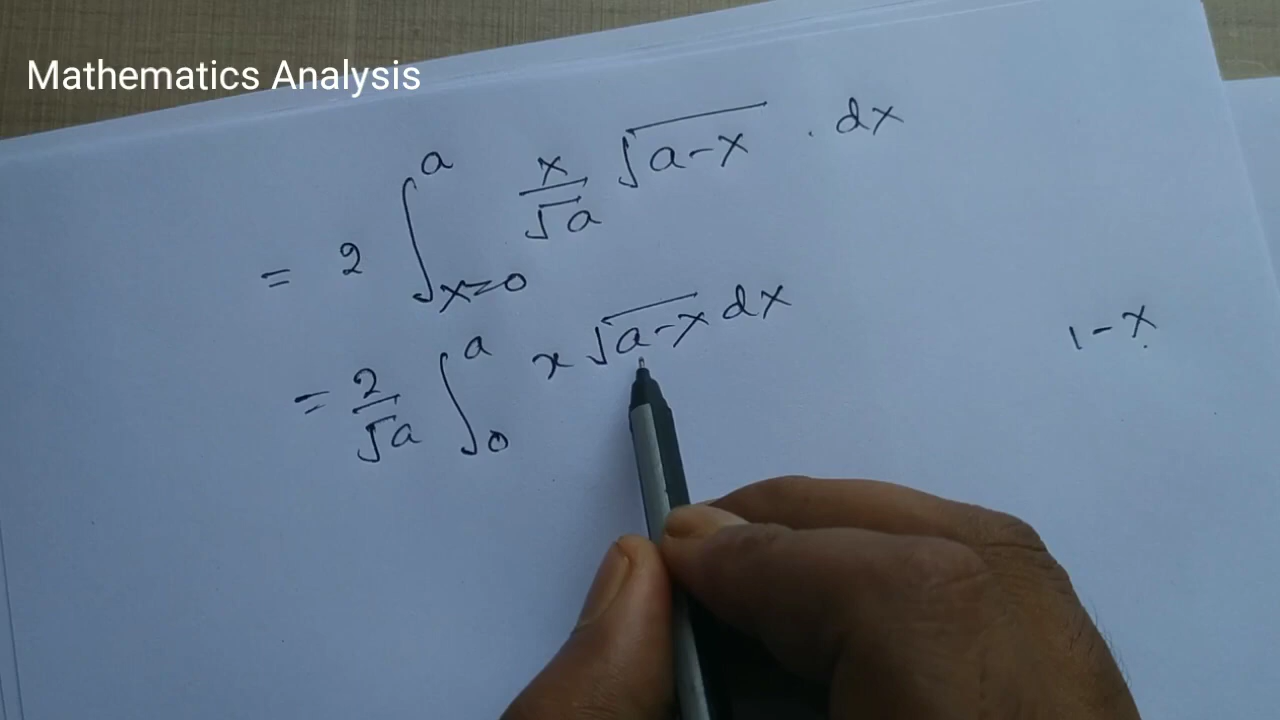 Mathematics Analysis
= 2 ∫_{x=0}^{a} x/√a √(a-x) . dx
= 2/√a ∫_0^a x √(a-x) dx
1-x